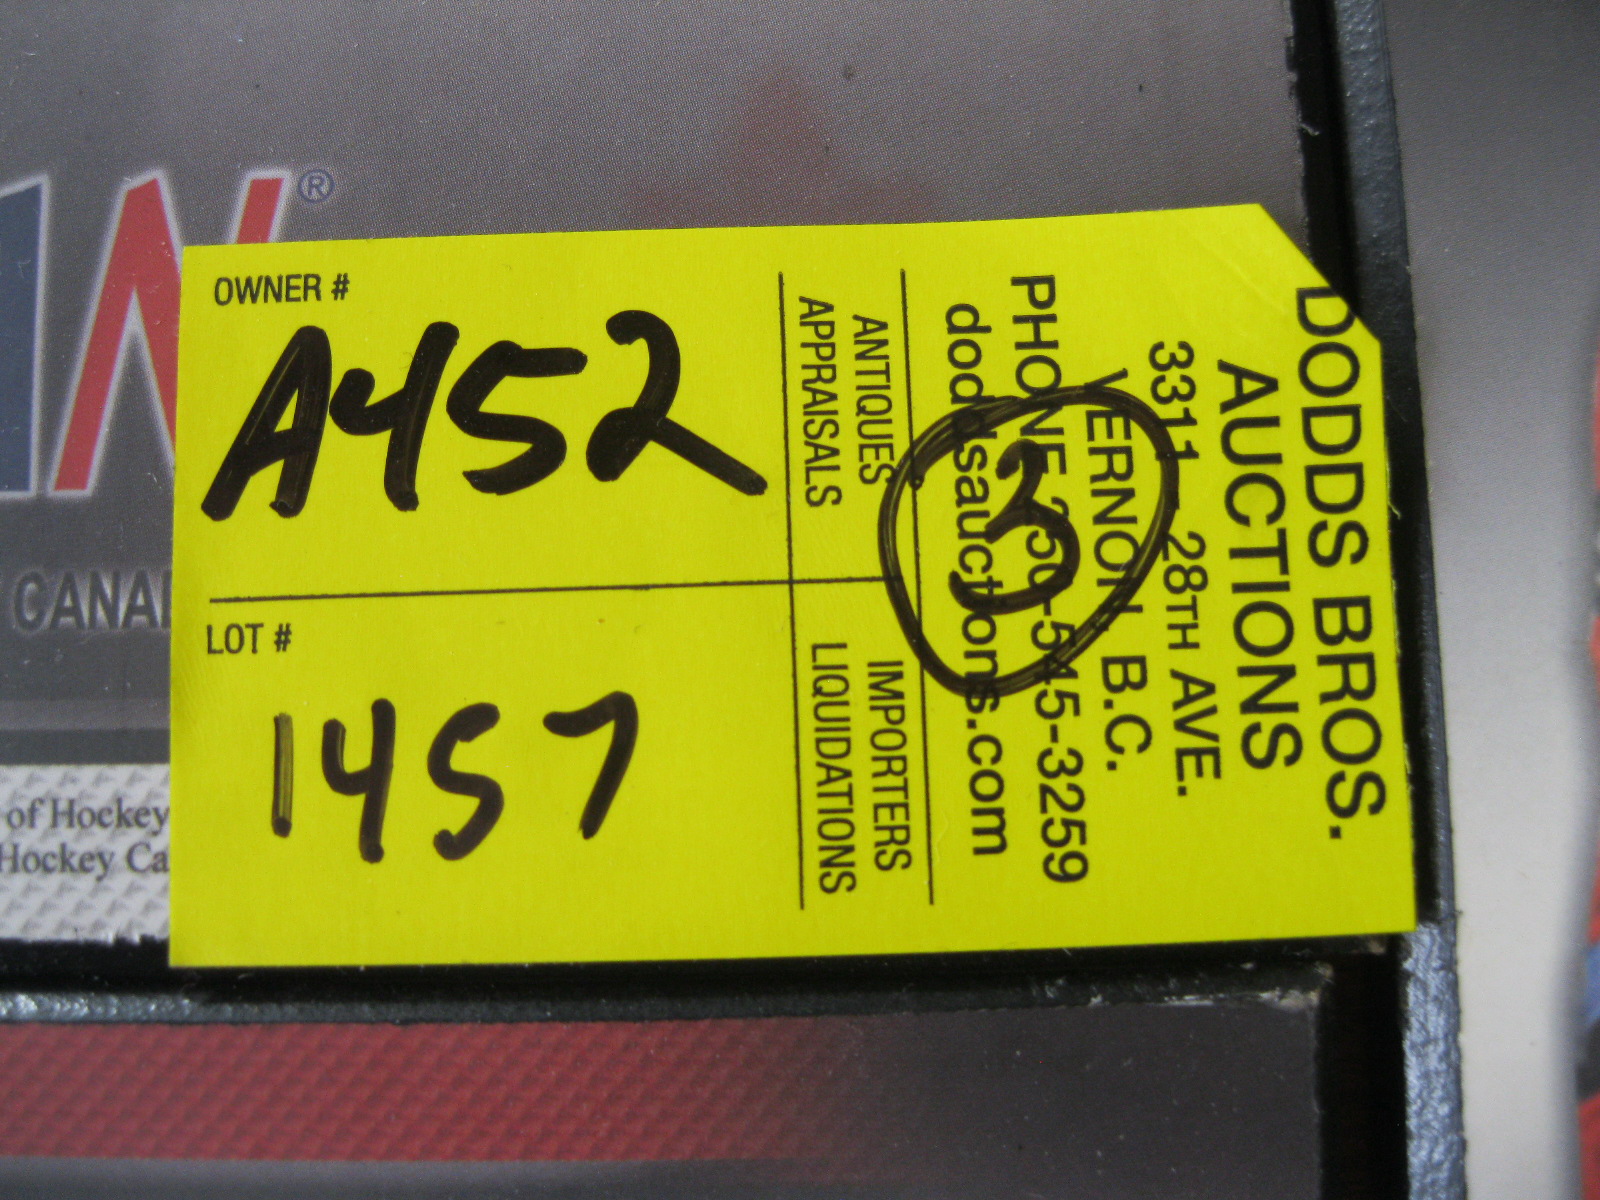 ®
CANA
of Hockey
Hockey Ca
OWNER #
A452
LOT #
1457
DODDS BROS.
AUCTIONS
3311 - 28TH AVE.
VERNON, B.C.
PHONE 250-545-3259
doddsauctions.com
3
ANTIQUES
APPRAISALS
IMPORTERS
LIQUIDATIONS